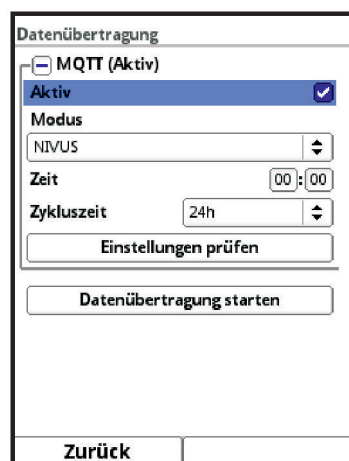 Datenübertragung
MQTT (Aktiv)
Aktiv
Modus
NIVUS
Zeit 00:00
Zykluszeit 24h
Einstellungen prüfen
Datenübertragung starten
Zurück